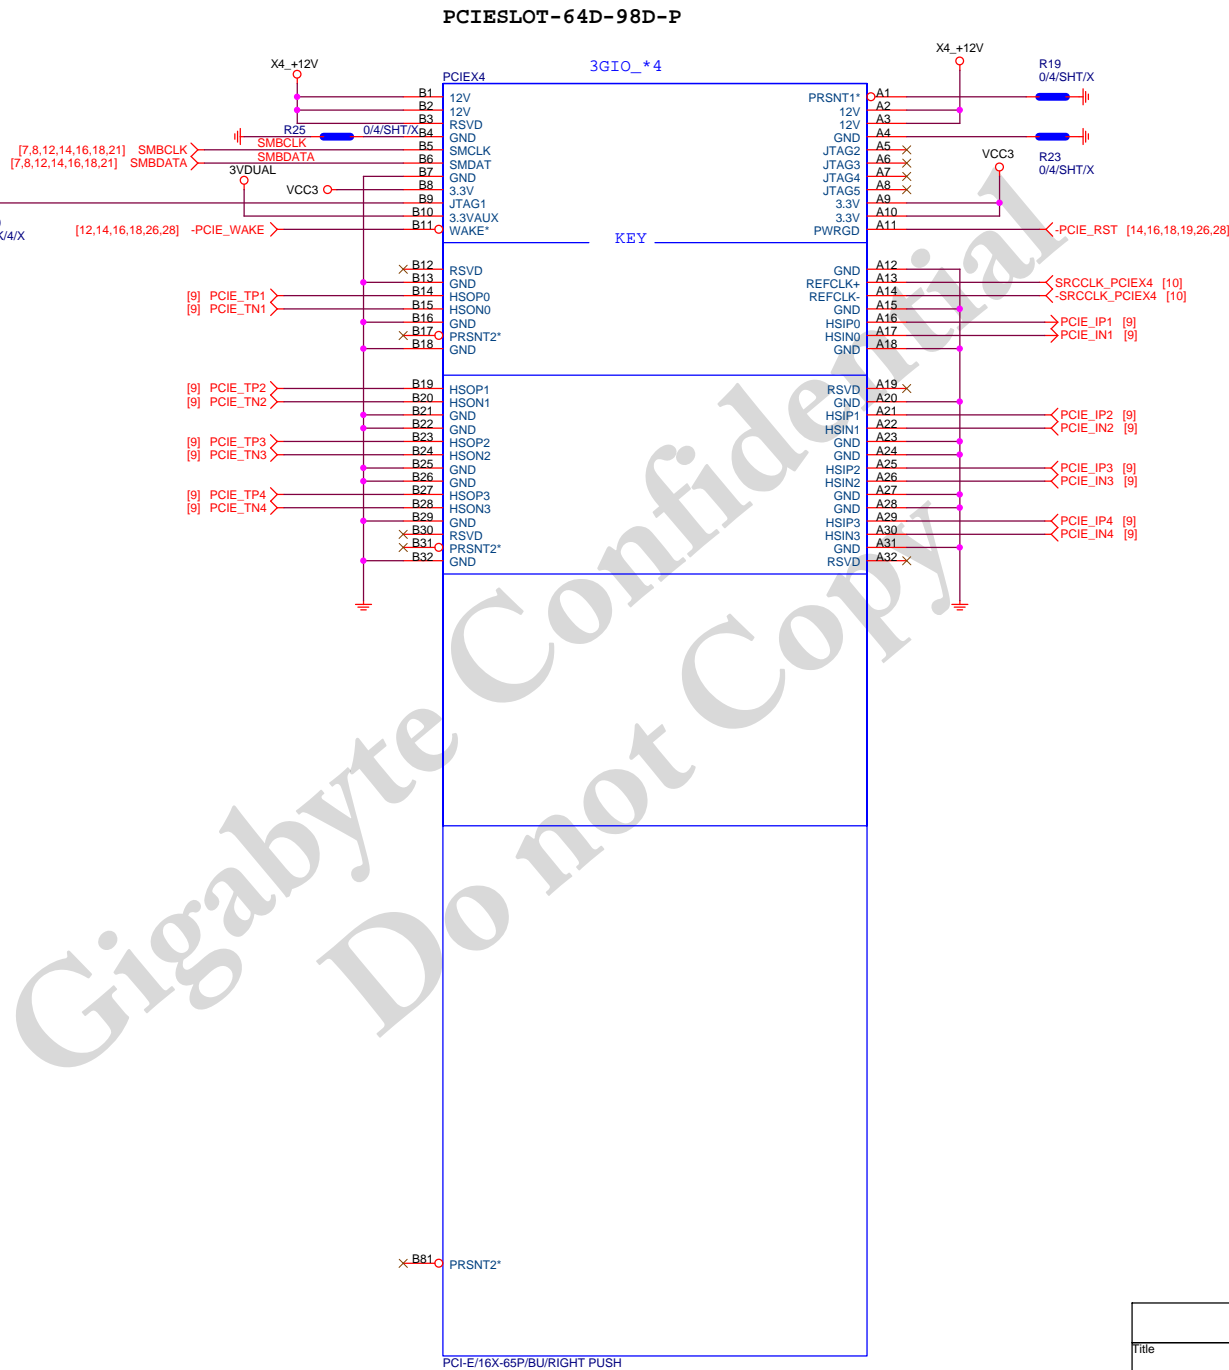 PCIESLOT-64D-98D-P
X4_+12V
X4_+12V
3GIO_*4
PCIEX4
R19
0/4/SHT/X
B1 12V PRSNT1* A1
B2 12V 12V A2
B3 RSVD 12V A3
R25 0/4/SHT/X B4 GND GND A4
[7,8,12,14,16,18,21] SMBCLK SMBCLK B5 SMCLK JTAG2 A5
[7,8,12,14,16,18,21] SMBDATA SMBDATA B6 SMDAT JTAG3 A6
R23
0/4/SHT/X
VCC3
3VDUAL
B7 GND JTAG4 A7
VCC3 B8 3.3V JTAG5 A8
B9 JTAG1 3.3V A9
B10 3.3VAUX 3.3V A10
/4/X
[12,14,16,18,26,28] -PCIE_WAKE B11 WAKE* PWRGD A11 -PCIE_RST [14,16,18,19,26,28]
KEY
B12 RSVD GND A12
B13 GND REFCLK+ A13 SRCCLK_PCIEX4 [10]
[9] PCIE_TP1 B14 HSOP0 REFCLK- A14 -SRCCLK_PCIEX4 [10]
[9] PCIE_TN1 B15 HSON0 GND A15
B16 GND HSIP0 A16 PCIE_IP1 [9]
B17 PRSNT2* HSIN0 A17 PCIE_IN1 [9]
B18 GND GND A18
[9] PCIE_TP2 B19 HSOP1 RSVD A19
[9] PCIE_TN2 B20 HSON1 GND A20
B21 GND HSIP1 A21 PCIE_IP2 [9]
B22 GND HSIN1 A22 PCIE_IN2 [9]
[9] PCIE_TP3 B23 HSOP2 GND A23
[9] PCIE_TN3 B24 HSON2 GND A24
B25 GND HSIP2 A25 PCIE_IP3 [9]
B26 GND HSIN2 A26 PCIE_IN3 [9]
[9] PCIE_TP4 B27 HSOP3 GND A27
[9] PCIE_TN4 B28 HSON3 GND A28
B29 GND HSIP3 A29 PCIE_IP4 [9]
B30 RSVD HSIN3 A30 PCIE_IN4 [9]
B31 PRSNT2* GND A31
B32 GND RSVD A32
Gigabyte Confidential
Do not Copy
B81 PRSNT2*
PCI-E/16X-65P/BU/RIGHT PUSH
Title